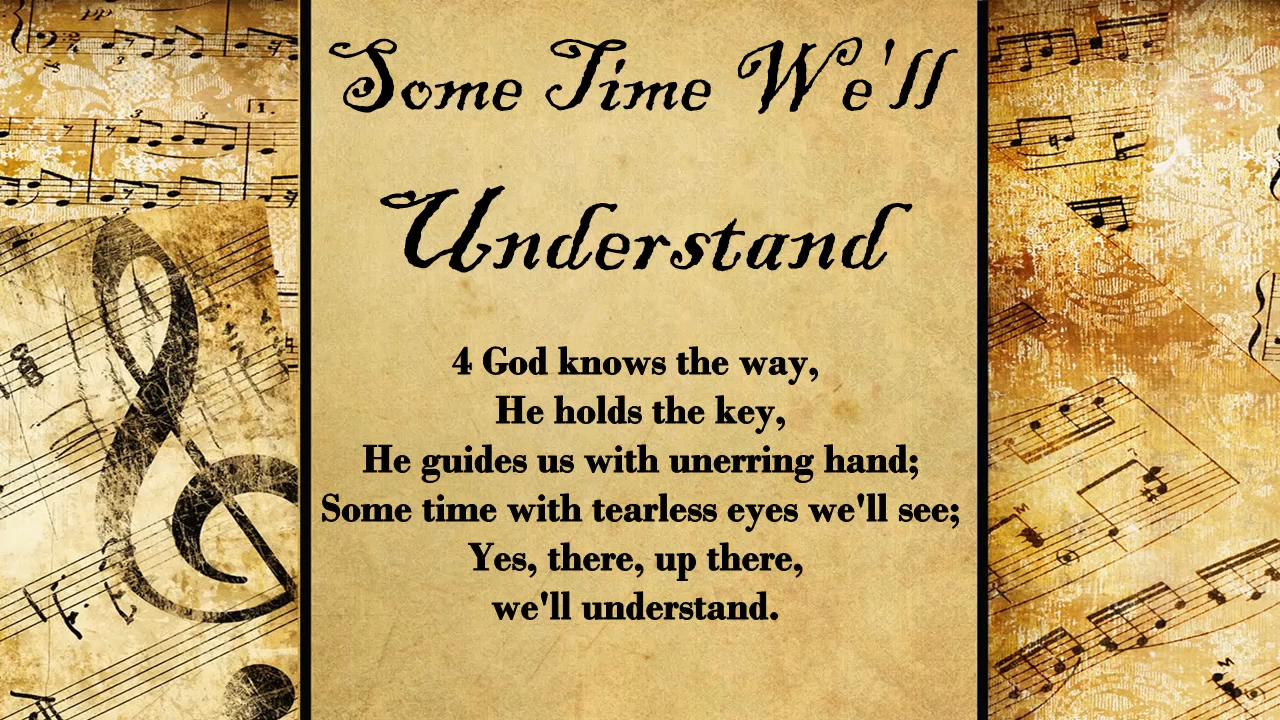 Some Time We'll
Understand
4 God knows the way,
He holds the key,
He guides us with unerring hand;
Some time with tearless eyes we'll see;
Yes, there, up there,
we'll understand.